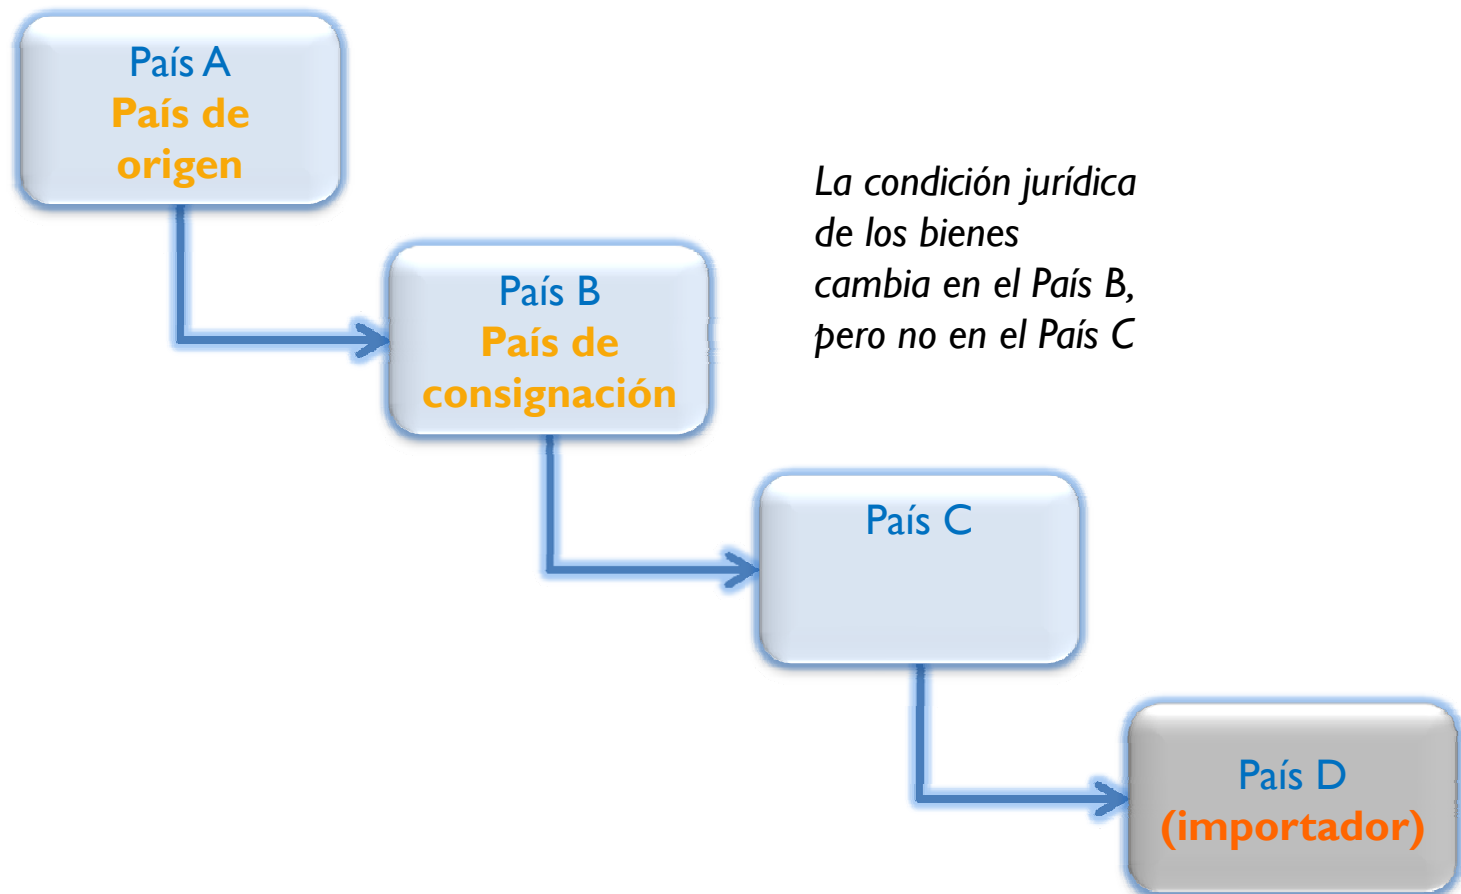 País A
País de
origen
La condición jurídica
de los bienes
cambia en el País B,
pero no en el País C
País B
País de
consignación
País C
País D
(importador)